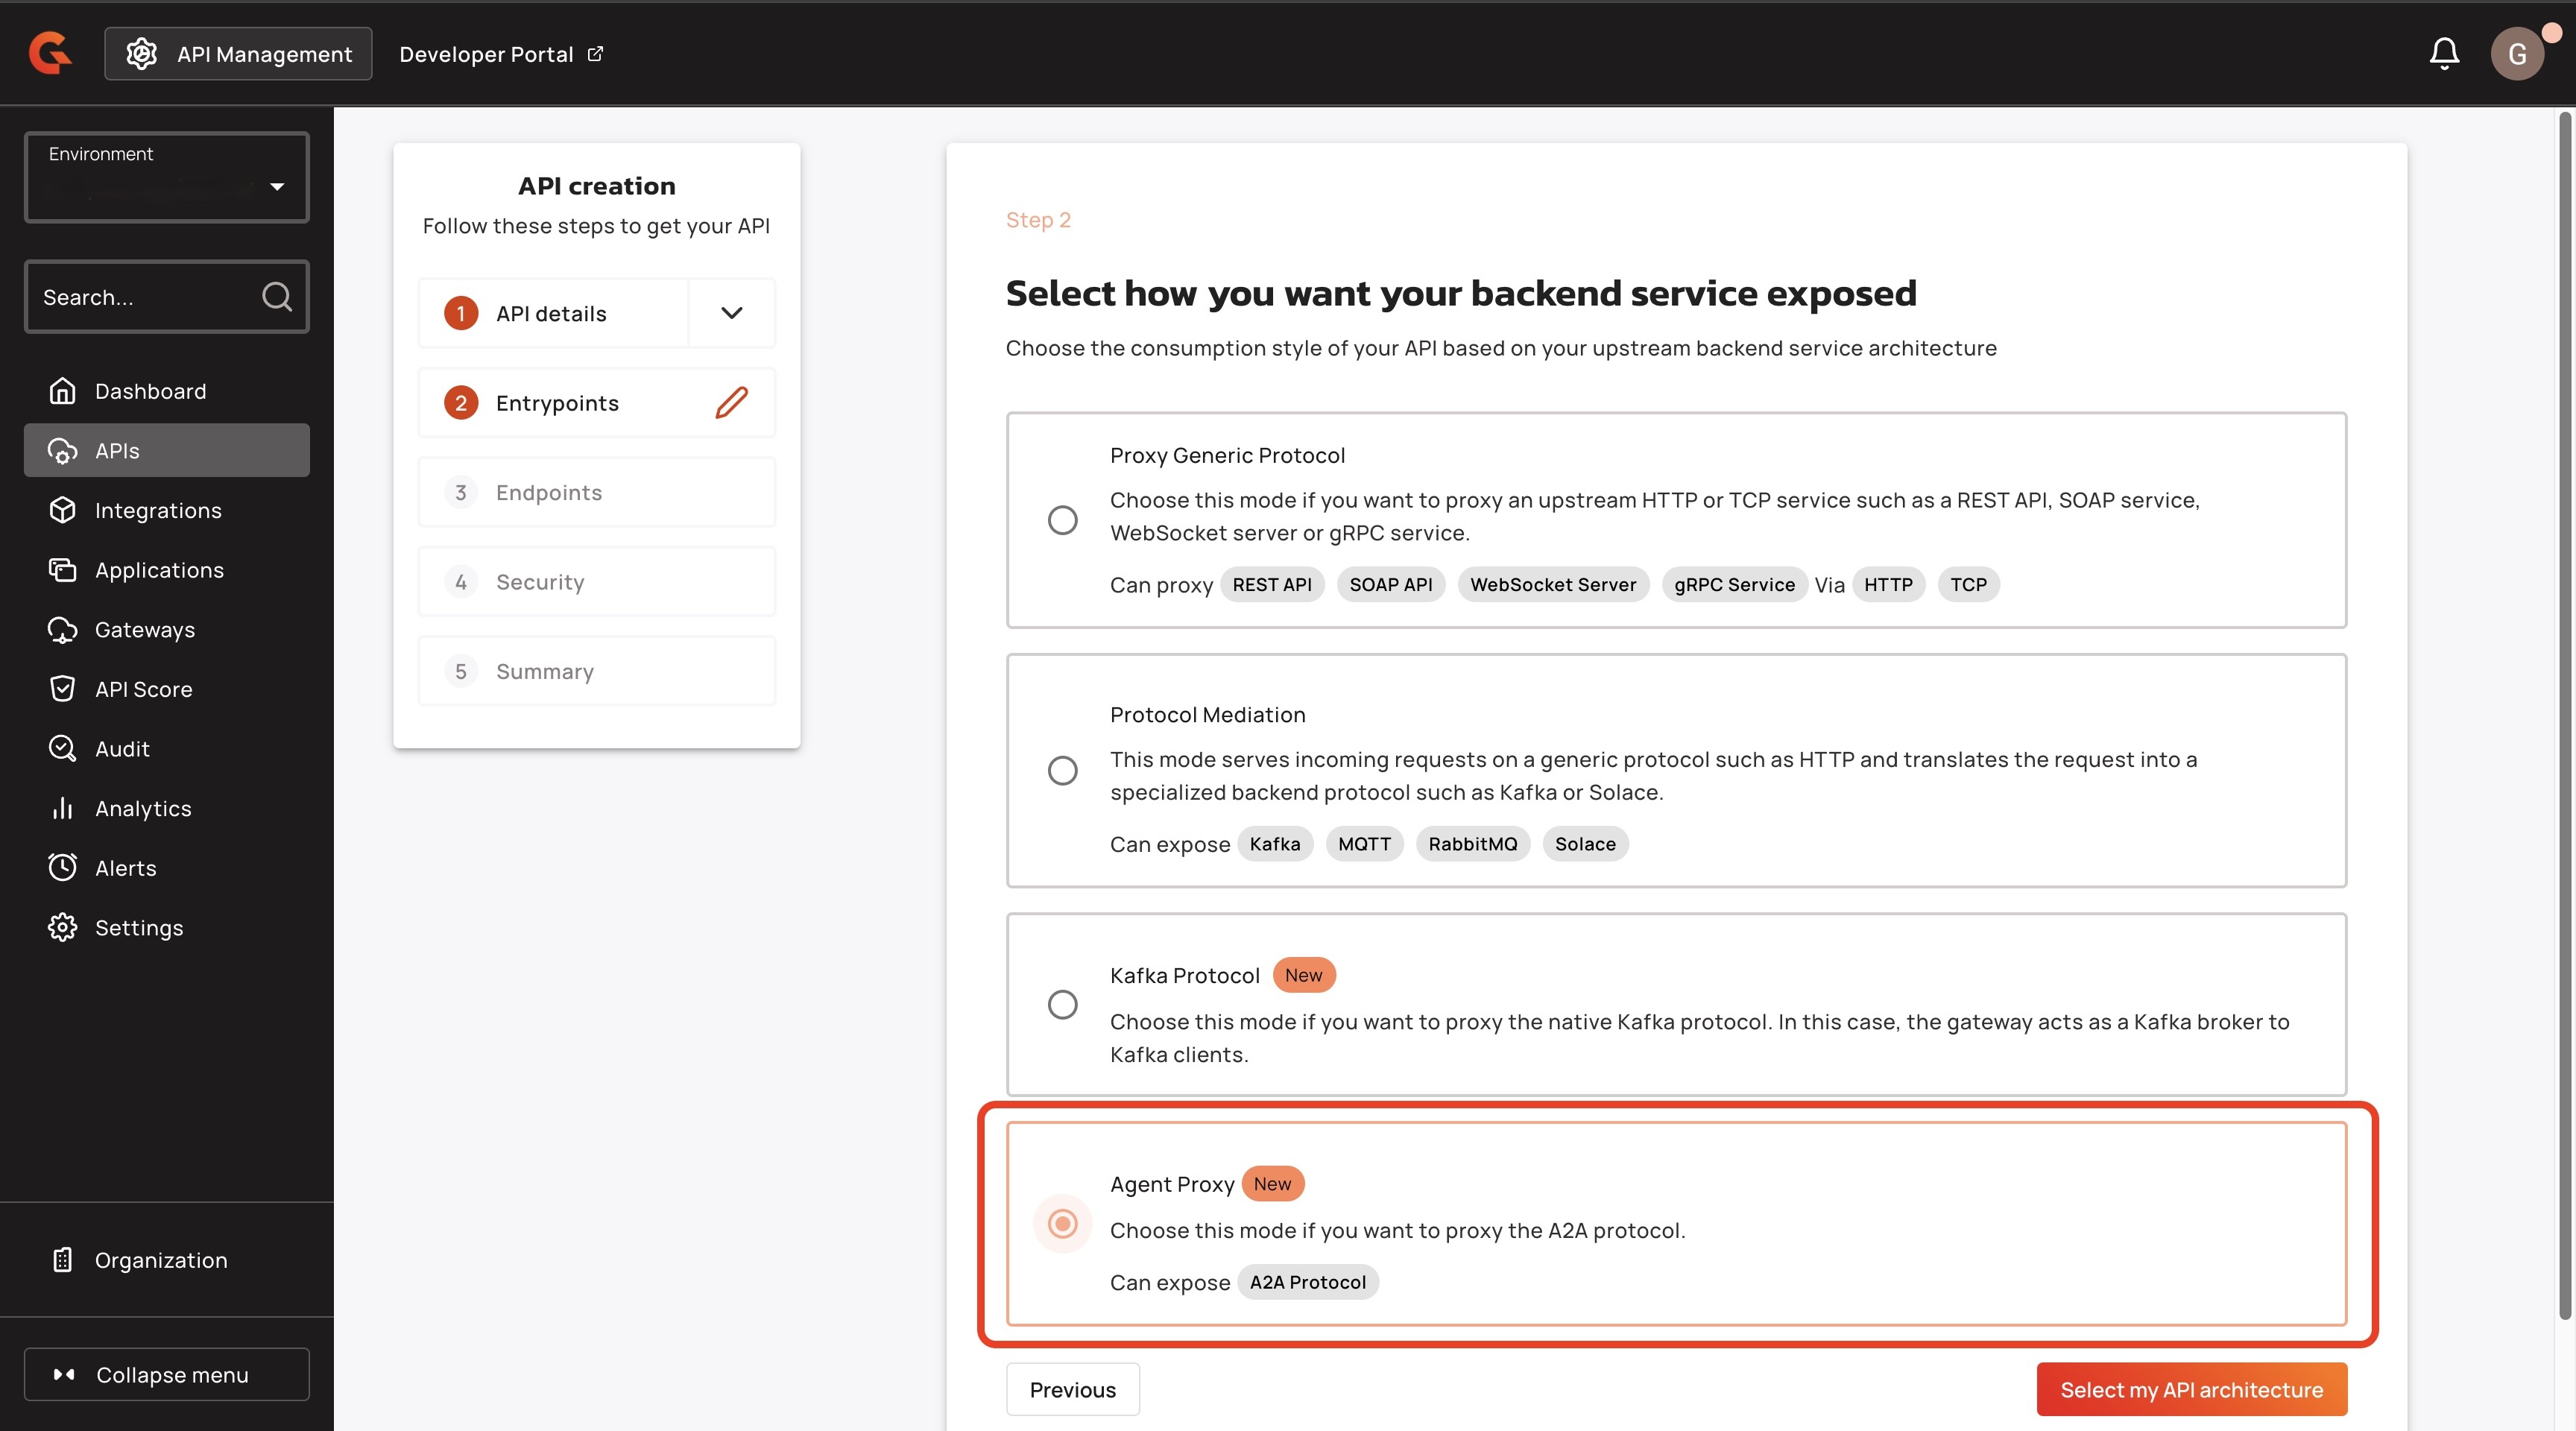 API Management
Developer Portal
G
Environment
Search...
Dashboard
APIs
Integrations
Applications
Gateways
API Score
Audit
Analytics
Alerts
Settings
Organization
Collapse menu
API creation
Follow these steps to get your API
1 API details
2 Entrypoints
3 Endpoints
4 Security
5 Summary
Step 2
Select how you want your backend service exposed
Choose the consumption style of your API based on your upstream backend service architecture
Proxy Generic Protocol
Choose this mode if you want to proxy an upstream HTTP or TCP service such as a REST API, SOAP service,
WebSocket server or gRPC service.
Can proxy REST API SOAP API WebSocket Server gRPC Service Via HTTP TCP
Protocol Mediation
This mode serves incoming requests on a generic protocol such as HTTP and translates the request into a
specialized backend protocol such as Kafka or Solace.
Can expose Kafka MQTT RabbitMQ Solace
Kafka Protocol New
Choose this mode if you want to proxy the native Kafka protocol. In this case, the gateway acts as a Kafka broker to
Kafka clients.
Agent Proxy New
Choose this mode if you want to proxy the A2A protocol.
Can expose A2A Protocol
Previous
Select my API architecture